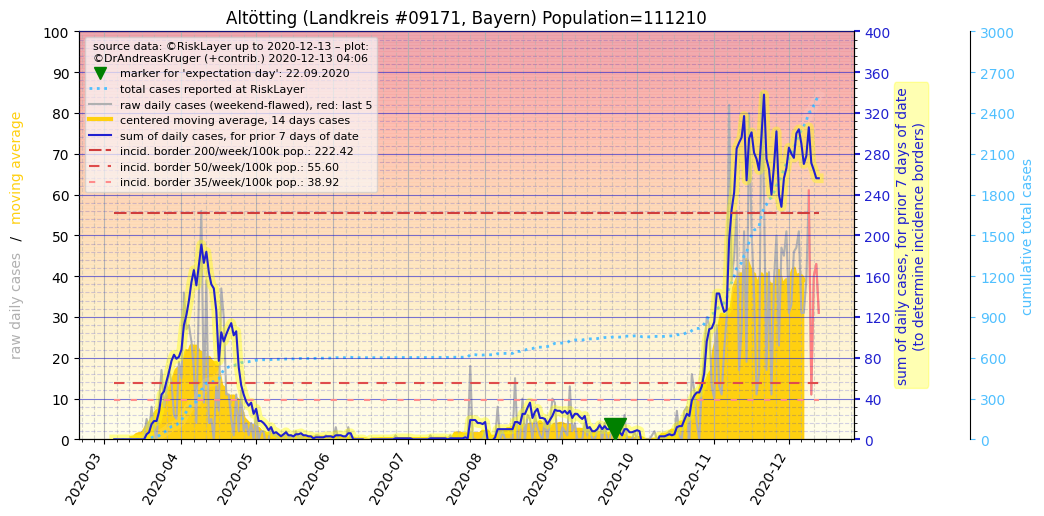 Altötting (Landkreis #09171, Bayern) Population=111210
source data: ©RiskLayer up to 2020-12-13 – plot:
©DrAndreasKruger (+contrib.) 2020-12-13 04:06
marker for 'expectation day': 22.09.2020
total cases reported at RiskLayer
raw daily cases (weekend-flawed), red: last 5
centered moving average, 14 days cases
sum of daily cases, for prior 7 days of date
incid. border 200/week/100k pop.: 222.42
incid. border 50/week/100k pop.: 55.60
incid. border 35/week/100k pop.: 38.92
raw daily cases / moving average
100
90
80
70
60
50
40
30
20
10
0
400
360
320
280
240
200
160
120
80
40
0
sum of daily cases, for prior 7 days of date
(to determine incidence borders)
3000
2700
2400
2100
1800
1500
1200
900
600
300
0
cumulative total cases
2020-03
2020-04
2020-05
2020-06
2020-07
2020-08
2020-09
2020-10
2020-11
2020-12